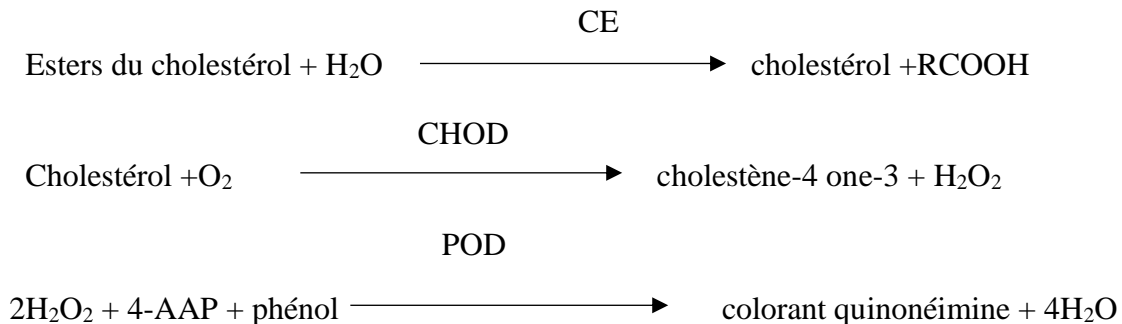 CE
Esters du cholestérol + H₂O cholestérol +RCOOH
CHOD
Cholestérol +O₂ cholestène-4 one-3 + H₂O₂
POD
2H₂O₂ + 4-AAP + phénol colorant quinonéimine + 4H₂O